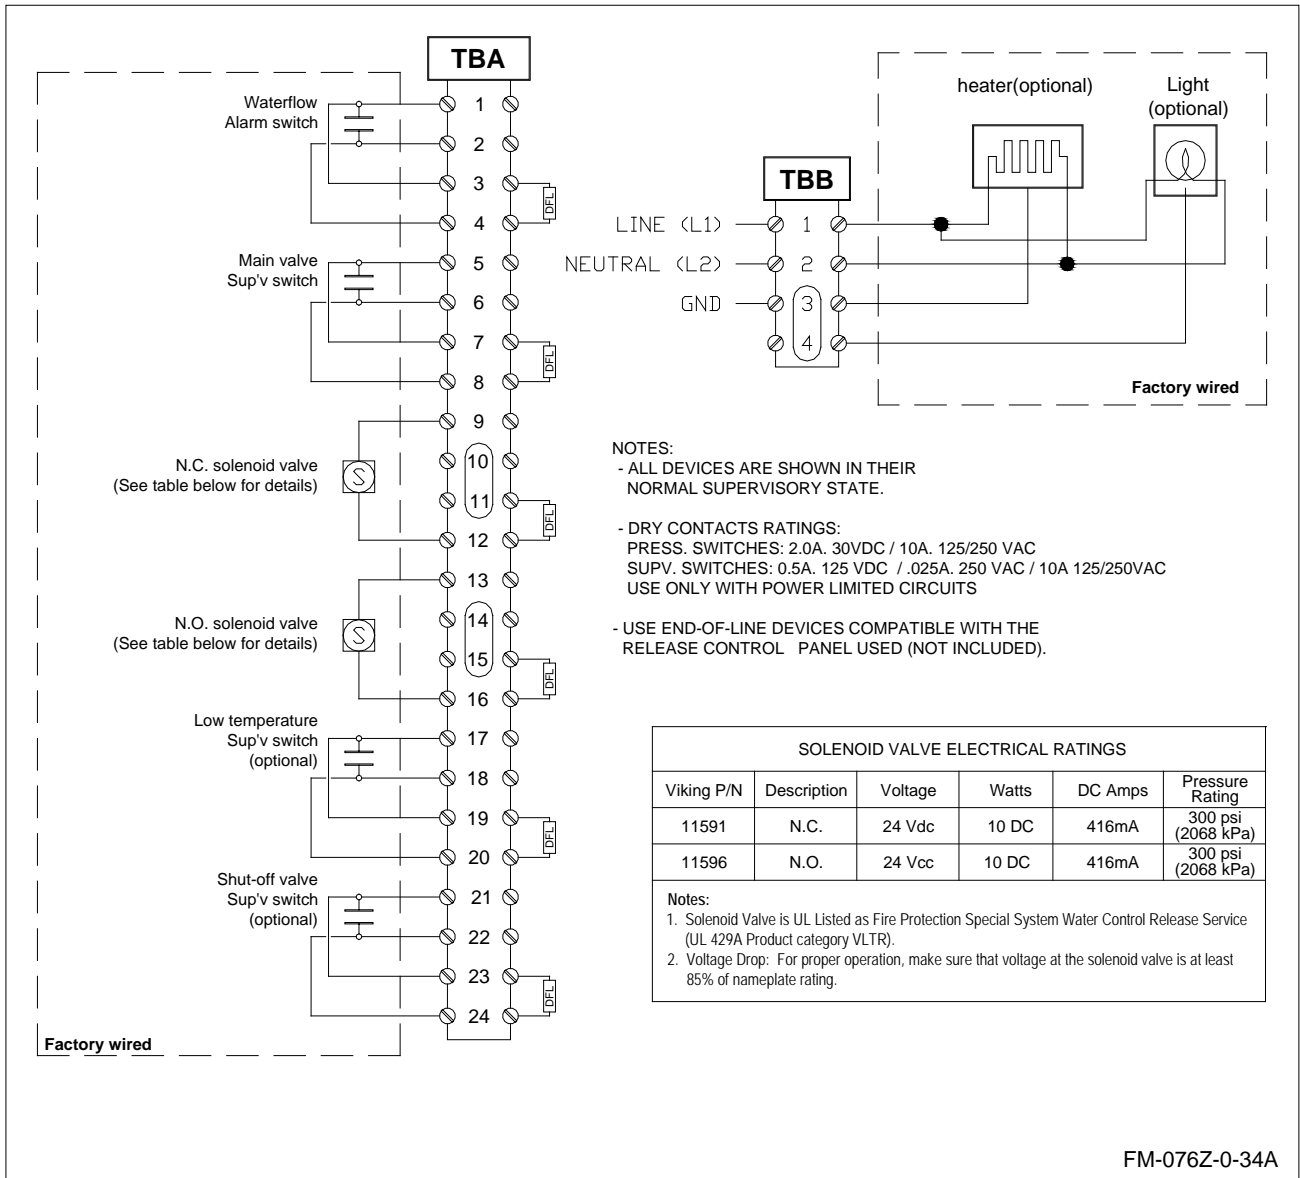 TBA
Waterflow
Alarm switch
1
2
3
4
DFL
Main valve
Sup'v switch
5
6
7
8
DFL
9
N.C. solenoid valve
(See table below for details)
S
10
11
12
DFL
13
N.O. solenoid valve
(See table below for details)
S
14
15
16
DFL
Low temperature
Sup'v switch
(optional)
17
18
19
20
DFL
Shut-off valve
Sup'v switch
(optional)
21
22
23
24
DFL
Factory wired
heater(optional)
Light
(optional)
TBB
LINE (L1) 1
NEUTRAL (L2) 2
GND 3
4
Factory wired
NOTES:
- ALL DEVICES ARE SHOWN IN THEIR
NORMAL SUPERVISORY STATE.
- DRY CONTACTS RATINGS:
PRESS. SWITCHES: 2.0A. 30VDC / 10A. 125/250 VAC
SUPV. SWITCHES: 0.5A. 125 VDC / .025A. 250 VAC / 10A 125/250VAC
USE ONLY WITH POWER LIMITED CIRCUITS
- USE END-OF-LINE DEVICES COMPATIBLE WITH THE
RELEASE CONTROL PANEL USED (NOT INCLUDED).
SOLENOID VALVE ELECTRICAL RATINGS
Viking P/N Description Voltage Watts DC Amps Pressure Rating
11591 N.C. 24 Vdc 10 DC 416mA 300 psi (2068 kPa)
11596 N.O. 24 Vcc 10 DC 416mA 300 psi (2068 kPa)
Notes:
1. Solenoid Valve is UL Listed as Fire Protection Special System Water Control Release Service
(UL 429A Product category VLTR).
2. Voltage Drop: For proper operation, make sure that voltage at the solenoid valve is at least
85% of nameplate rating.
FM-076Z-0-34A